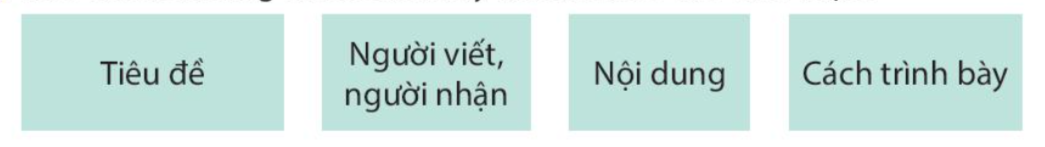 Tiêu đề
Người viết,
người nhận
Nội dung
Cách trình bày